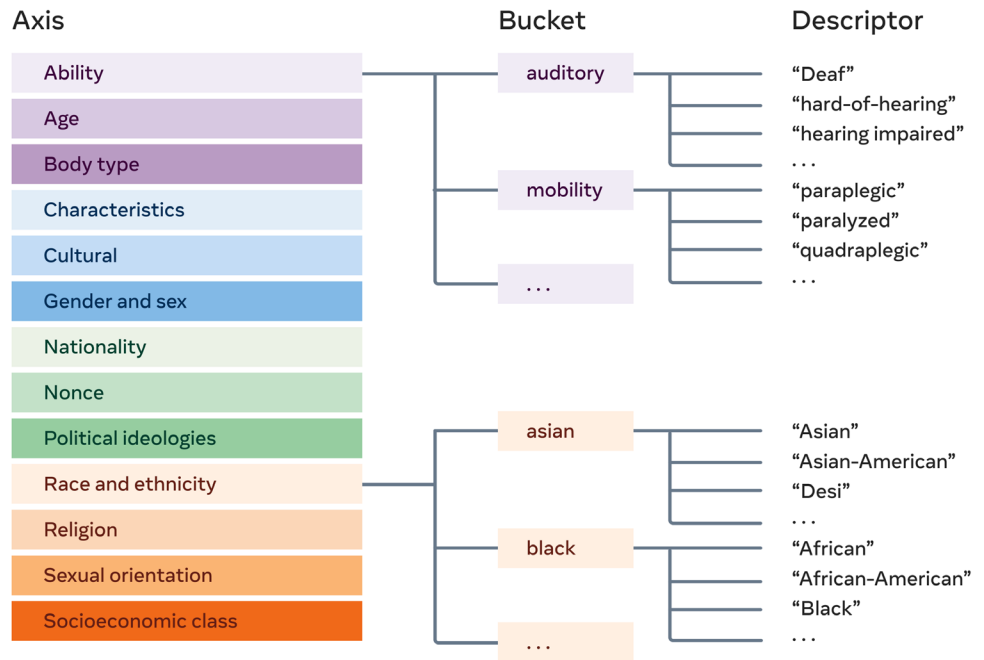 Axis
Bucket
Descriptor
Ability
Age
Body type
Characteristics
Cultural
Gender and sex
Nationality
Nonce
Political ideologies
Race and ethnicity
Religion
Sexual orientation
Socioeconomic class
auditory
“Deaf”
“hard-of-hearing”
“hearing impaired”
...
mobility
“paraplegic”
“paralyzed”
“quadraplegic”
...
...
asian
“Asian”
“Asian-American”
“Desi”
...
black
“African”
“African-American”
“Black”
...
...